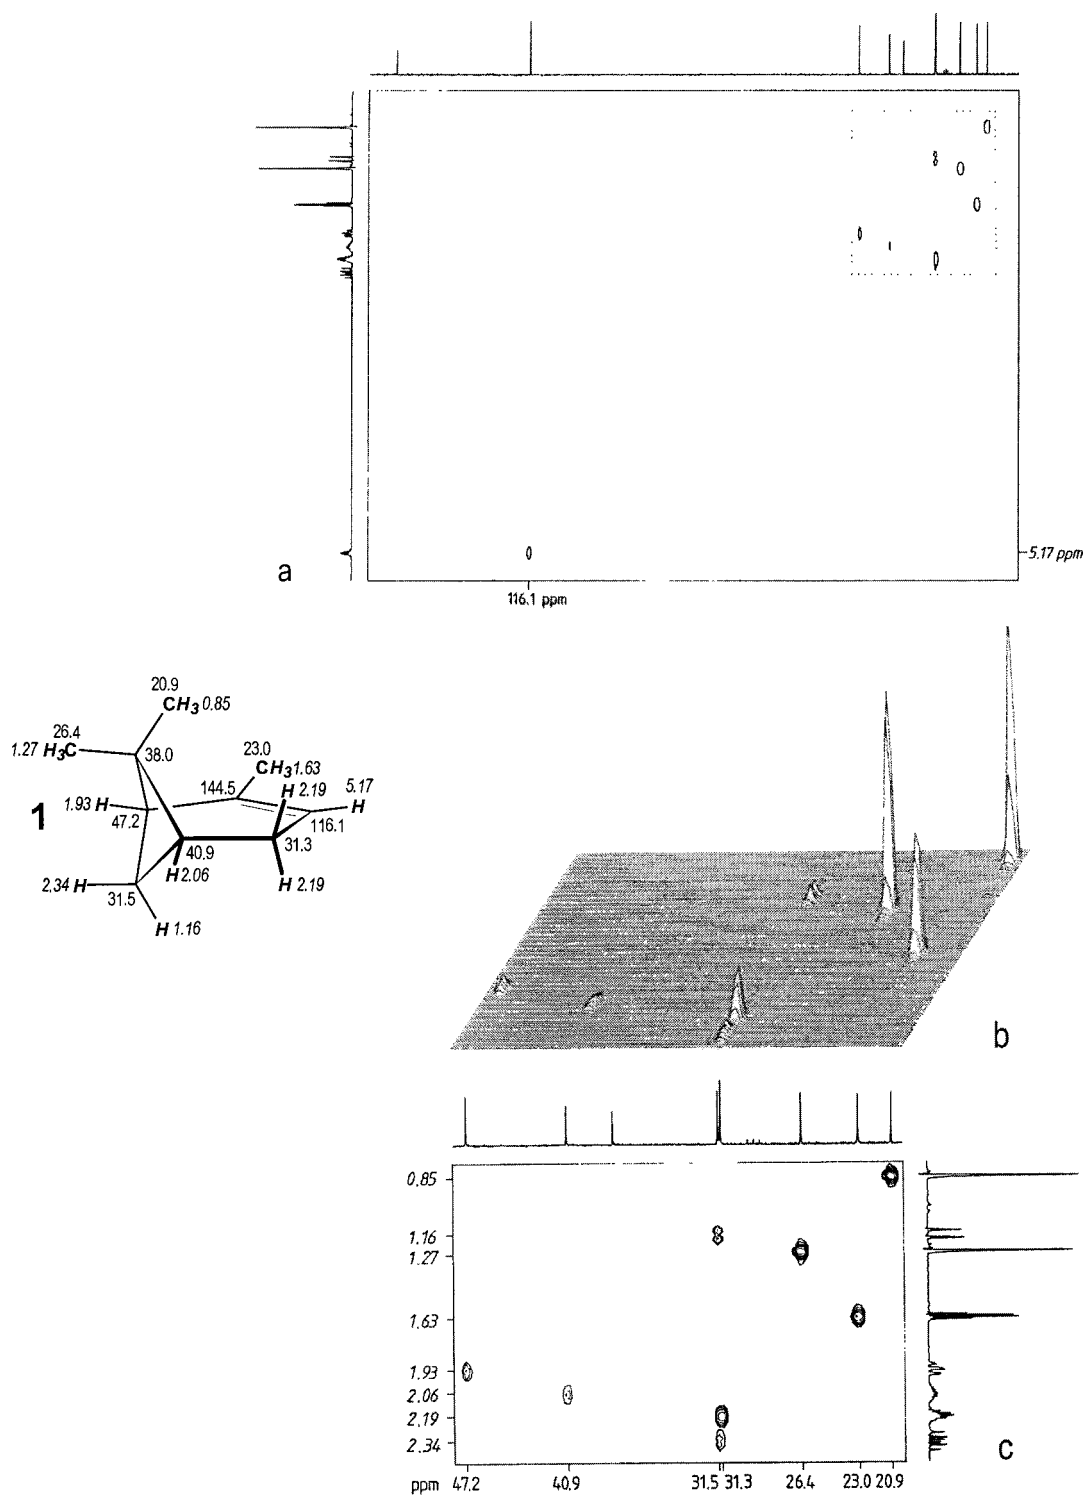 5.17 ppm
a
116.1 ppm
20.9
CH3 0.85
26.4
1.27 H3C
38.0
23.0
CH3 1.63
144.5
H 2.19
5.17
H
1
1.93 H
47.2
116.1
40.9
31.3
H 2.06
2.34 H
31.5
H 2.19
H 1.16
b
0.85
1.16
1.27
1.63
1.93
2.06
2.19
2.34
c
ppm 47.2 40.9 31.5 31.3 26.4 23.0 20.9